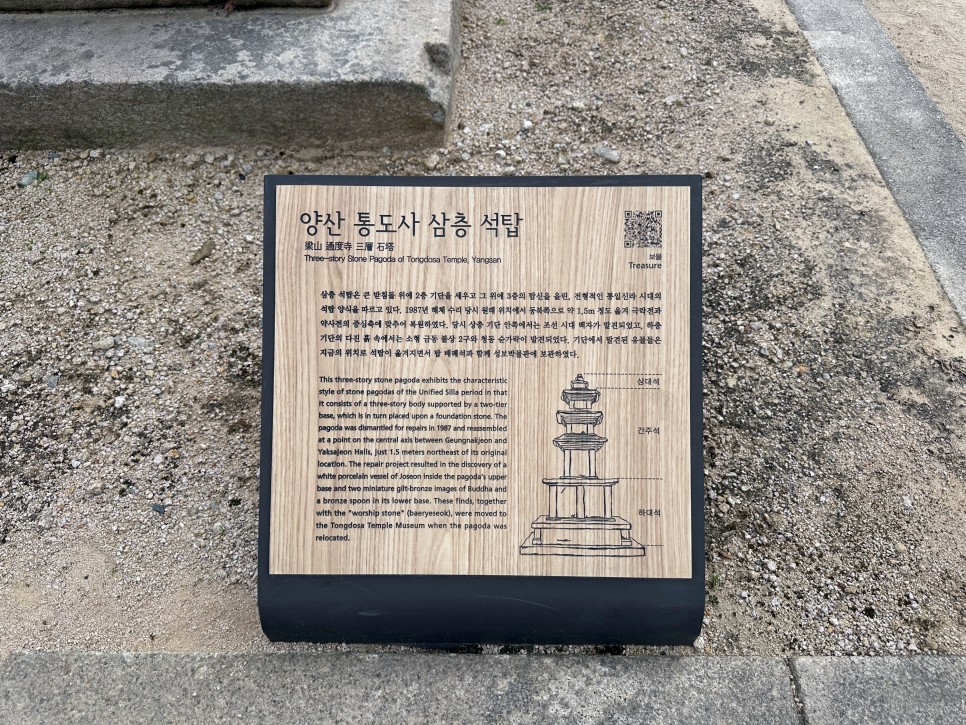 양산 통도사 삼층 석탑
梁山 通度寺 三層 石塔
Three-story Stone Pagoda of Tongdosa Temple, Yangsan
보물
Treasure
삼층 석탑은 큰 받침돌 위에 2층 기단을 세우고 그 위에 3층의 탑신을 올린, 전형적인 통일신라 시대의
석탑 양식을 따르고 있다. 1987년 해체 수리 당시 원래 위치에서 동북쪽으로 약 1.5m 정도 옮겨 극락전과
약사전의 중심축에 맞추어 복원하였다. 당시 상층 기단 안쪽에서는 조선 시대 백자가 발견되었고, 하층
기단의 다진 흙 속에서는 소형 금동 불상 2구와 청동 숟가락이 발견되었다. 기단에서 발견된 유물들은
지금의 위치로 석탑이 옮겨지면서 탑 배례석과 함께 성보박물관에 보관하였다.
This three-story stone pagoda exhibits the characteristic
style of stone pagodas of the Unified Silla period in that
it consists of a three-story body supported by a two-tier
base, which is in turn placed upon a foundation stone. The
pagoda was dismantled for repairs in 1987 and reassembled
at a point on the central axis between Geungnakjeon and
Yaksajeon Halls, just 1.5 meters northeast of its original
location. The repair project resulted in the discovery of a
white porcelain vessel of Joseon inside the pagoda's upper
base and two miniature gilt-bronze images of Buddha and
a bronze spoon in its lower base. These finds, together
with the "worship stone" (baeryeseok), were moved to
the Tongdosa Temple Museum when the pagoda was
relocated.
상대석
간주석
하대석